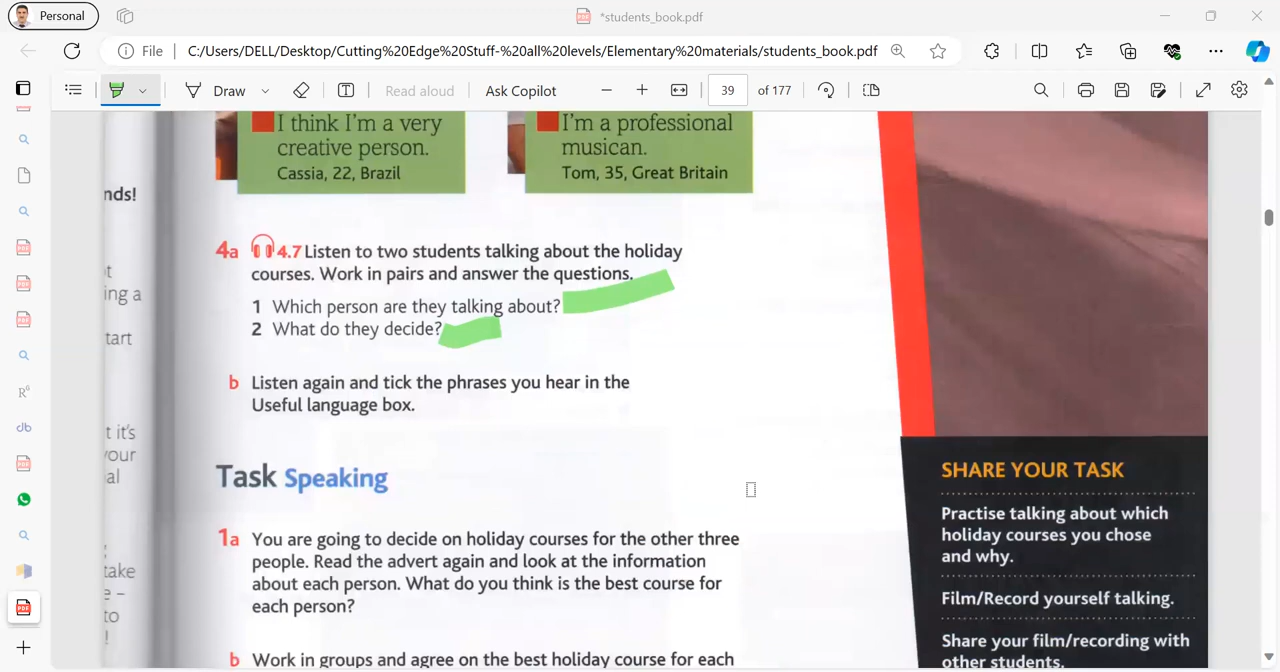 Personal
*students_book.pdf
File
C:/Users/DELL/Desktop/Cutting%20Edge%20Stuff-%20all%20levels/Elementary%20materials/students_book.pdf
Draw
Read aloud
Ask Copilot
39
of 177
I think I'm a very
creative person.
Cassia, 22, Brazil
I'm a professional
musican.
Tom, 35, Great Britain
nds!
ing a
tart
t it's
our
al
take
e –
to
!
4a 4.7 Listen to two students talking about the holiday
courses. Work in pairs and answer the questions.
1 Which person are they talking about?
2 What do they decide?
b Listen again and tick the phrases you hear in the
Useful language box.
Task Speaking
1a You are going to decide on holiday courses for the other three
people. Read the advert again and look at the information
about each person. What do you think is the best course for
each person?
b Work in groups and agree on the best holiday course for each
SHARE YOUR TASK
Practise talking about which
holiday courses you chose
and why.
Film/Record yourself talking.
Share your film/recording with
other students.